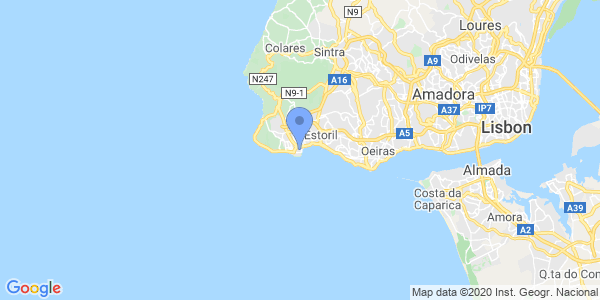 N9
Loures
Colares
Sintra
A9
Odivelas
N247
A16
N9-1
Amadora
A37
IP7
Estoril
A5
Lisbon
Oeiras
Almada
Costa da
Caparica
A39
Amora
A2
Q.ta do Con
Google
Map data ©2020 Inst. Geogr. Nacional